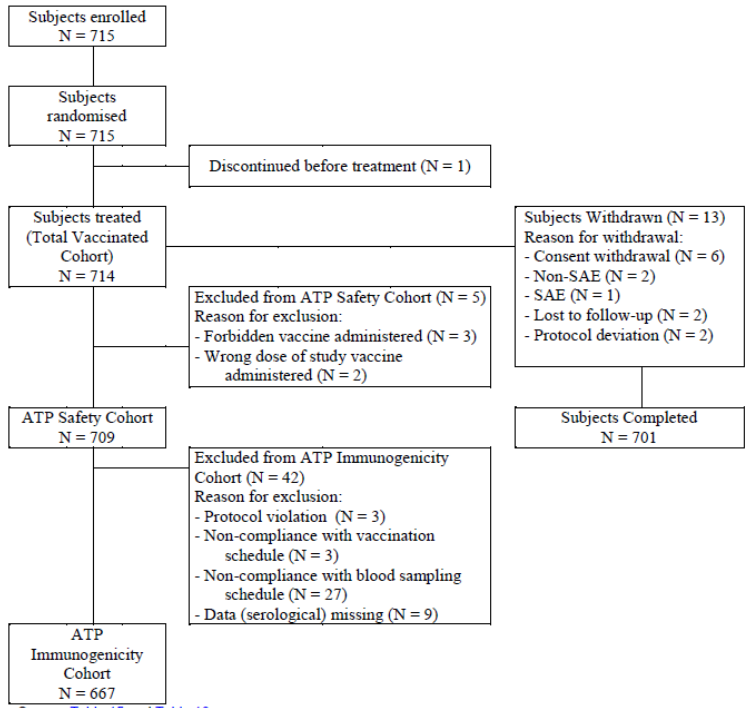 Subjects enrolled
N = 715
Subjects
randomised
N = 715
Discontinued before treatment (N = 1)
Subjects treated
(Total Vaccinated
Cohort)
N = 714
Subjects Withdrawn (N = 13)
Reason for withdrawal:
- Consent withdrawal (N = 6)
- Non-SAE (N = 2)
- SAE (N = 1)
- Lost to follow-up (N = 2)
- Protocol deviation (N = 2)
Excluded from ATP Safety Cohort (N = 5)
Reason for exclusion:
- Forbidden vaccine administered (N = 3)
- Wrong dose of study vaccine
administered (N = 2)
ATP Safety Cohort
N = 709
Subjects Completed
N = 701
Excluded from ATP Immunogenicity
Cohort (N = 42)
Reason for exclusion:
- Protocol violation (N = 3)
- Non-compliance with vaccination
schedule (N = 3)
- Non-compliance with blood sampling
schedule (N = 27)
- Data (serological) missing (N = 9)
ATP
Immunogenicity
Cohort
N = 667